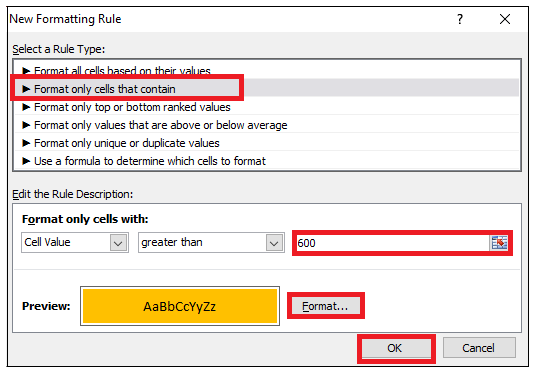 New Formatting Rule ? ×
Select a Rule Type:
► Format all cells based on their values
► Format only cells that contain
► Format only top or bottom ranked values
► Format only values that are above or below average
► Format only unique or duplicate values
► Use a formula to determine which cells to format
Edit the Rule Description:
Format only cells with:
Cell Value greater than 600
Preview: AaBbCcYyZz Format...
OK Cancel